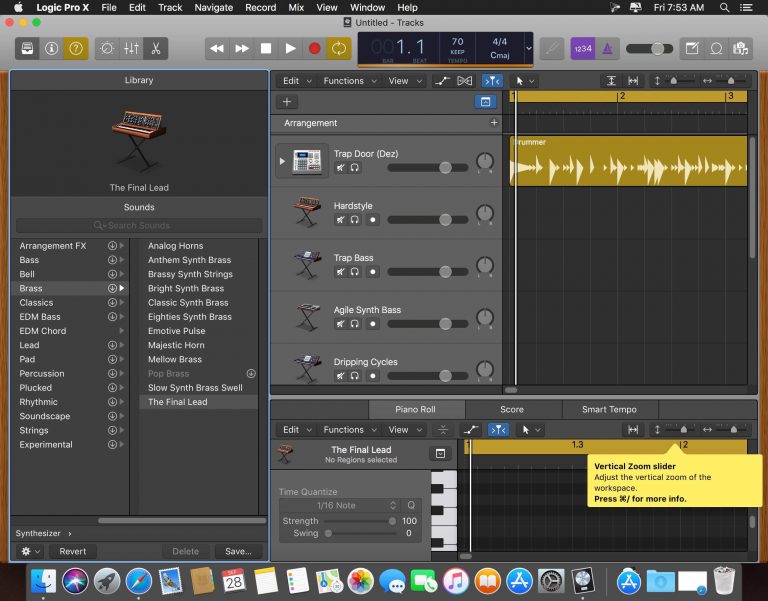 Logic Pro X File Edit Track Navigate Record Mix View Window Help Fri 7:53 AM
Untitled - Tracks
1234
001.1 70 4/4
KEEP Cmaj
BAR BEAT TEMPO
Library
The Final Lead
Sounds
Search Sounds
Arrangement FX
Bass
Bell
Brass
Classics
EDM Bass
EDM Chord
Lead
Pad
Percussion
Plucked
Rhythmic
Soundscape
Strings
Experimental
Analog Horns
Anthem Synth Brass
Brassy Synth Strings
Bright Synth Brass
Classic Synth Brass
Eighties Synth Brass
Emotive Pulse
Majestic Horn
Mellow Brass
Pop Brass
Slow Synth Brass Swell
The Final Lead
Synthesizer
Revert Delete Save...
Edit Functions View
1 2 3
Arrangement
Drummer
Trap Door (Dez)
L R
Hardstyle
L R
Trap Bass
L R
Agile Synth Bass
L R
Dripping Cycles
L R
Piano Roll Score Smart Tempo
Edit Functions View
1 1.3 2
The Final Lead
No Regions selected
Time Quantize
1/16 Note Q
Strength 100
Swing 0
Vertical Zoom slider
Adjust the vertical zoom of the
workspace.
Press ⌘/ for more info.
SEP
28